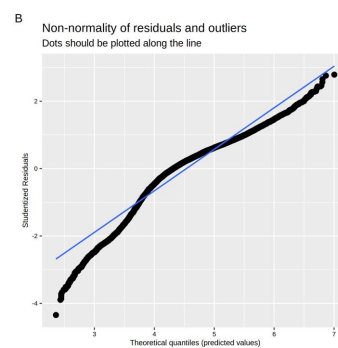 B
Non-normality of residuals and outliers
Dots should be plotted along the line
Studentized Residuals
2
0
-2
-4
3 4 5 6 7
Theoretical quantiles (predicted values)